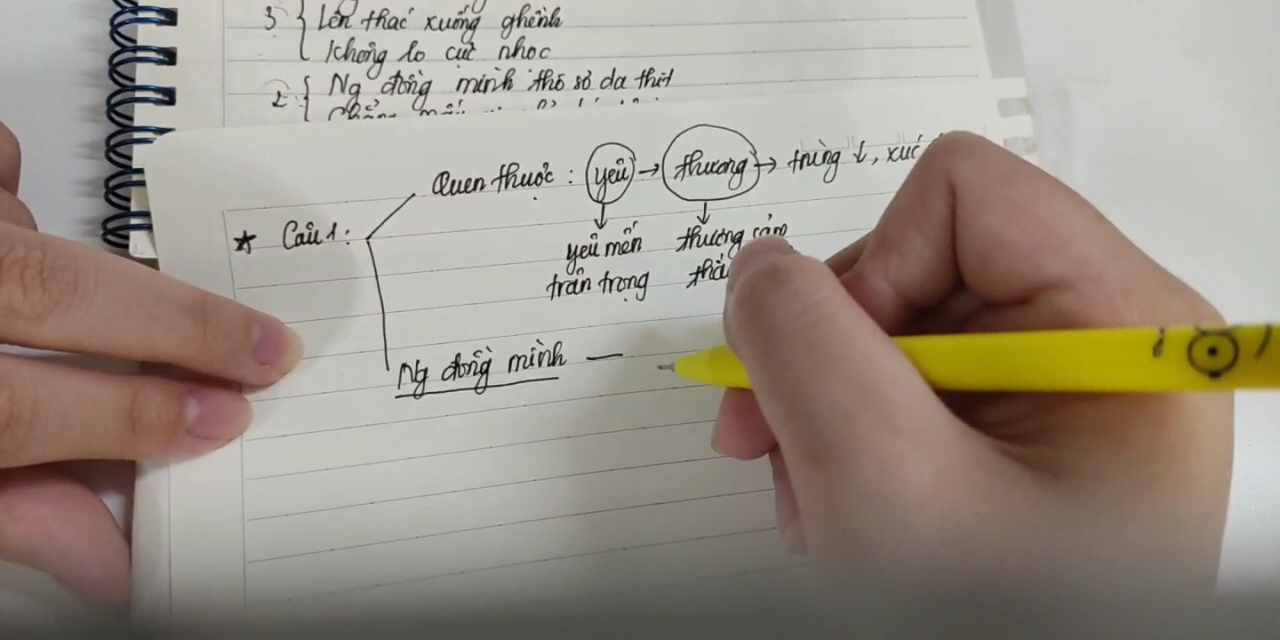 3 { Lên thác xuống ghềnh
Không lo cực nhọc
2 { Ng đồng mình thô sơ da thịt
Quen thuộc : yêu → thương → trùng ↓, xúc
★ Câu 1 :
yêu mến thương cảm
trân trọng
Ng đồng mình —